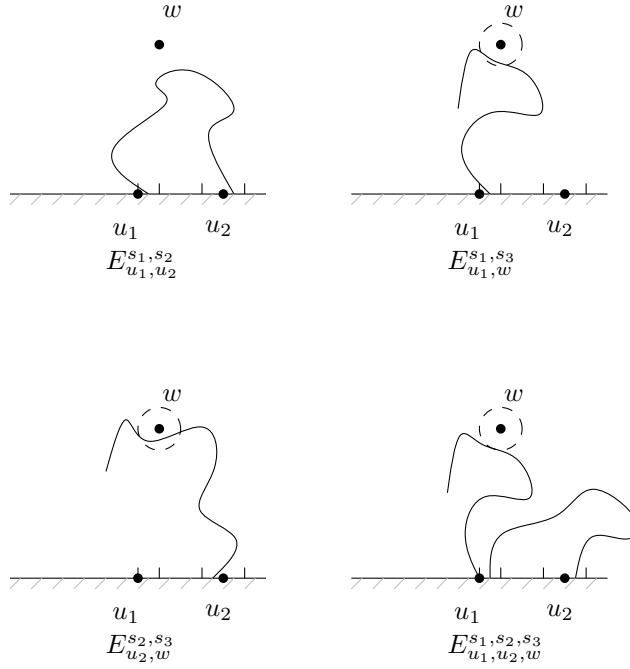 w w
u₁ u₂ u₁ u₂
E^{s₁,s₂}_{u₁,u₂} E^{s₁,s₃}_{u₁,w}
w w
u₁ u₂ u₁ u₂
E^{s₂,s₃}_{u₂,w} E^{s₁,s₂,s₃}_{u₁,u₂,w}